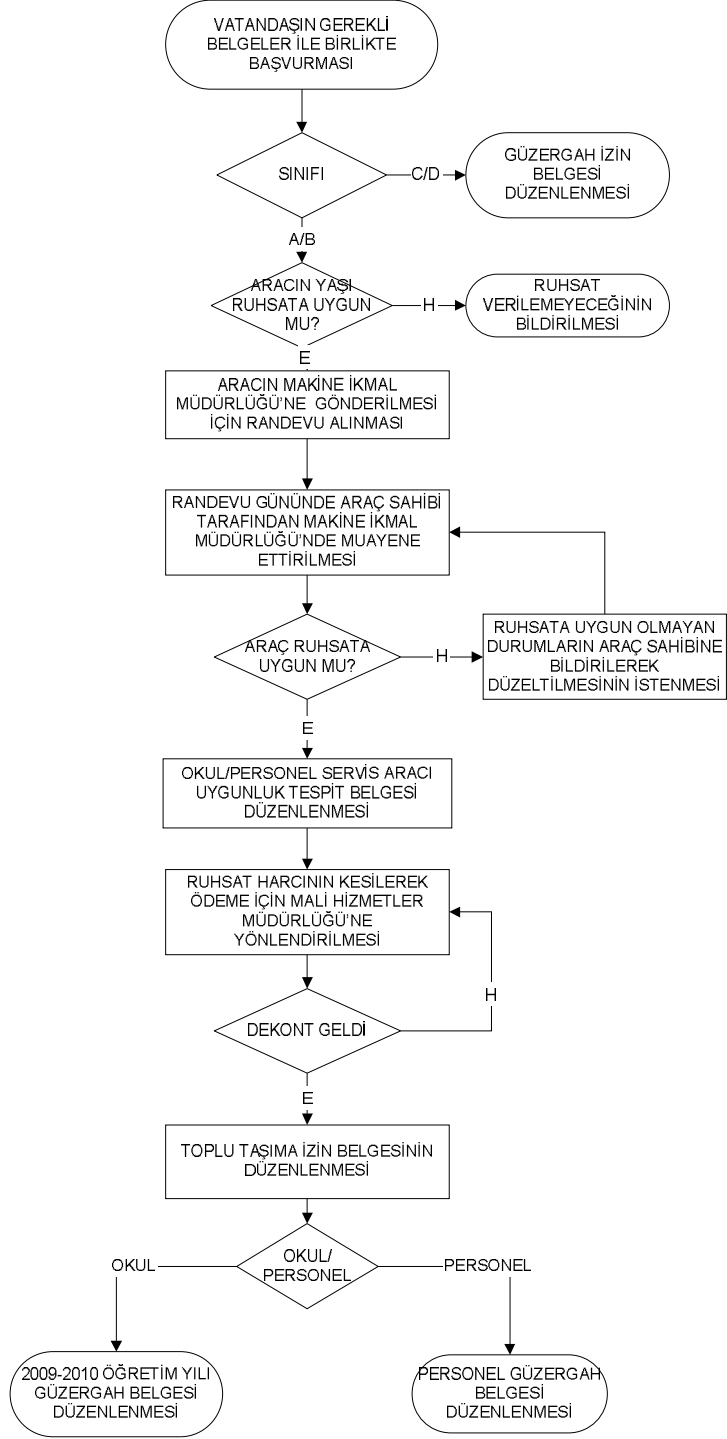 VATANDAŞIN GEREKLİ
BELGELER İLE BİRLİKTE
BAŞVURMASI
SINIFI
C/D
GÜZERGAH İZİN
BELGESİ
DÜZENLENMESİ
A/B
ARACIN YAŞI
RUHSATA UYGUN
MU?
H
RUHSAT
VERİLEMEYECEĞİNİN
BİLDİRİLMESİ
E
ARACIN MAKİNE İKMAL
MÜDÜRLÜĞÜ'NE GÖNDERİLMESİ
İÇİN RANDEVU ALINMASI
RANDEVU GÜNÜNDE ARAÇ SAHİBİ
TARAFINDAN MAKİNE İKMAL
MÜDÜRLÜĞÜ'NDE MUAYENE
ETTİRİLMESİ
ARAÇ RUHSATA
UYGUN MU?
H
RUHSATA UYGUN OLMAYAN
DURUMLARIN ARAÇ SAHİBİNE
BİLDİRİLEREK
DÜZELTİLMESİNİN İSTENMESİ
E
OKUL/PERSONEL SERVİS ARACI
UYGUNLUK TESPİT BELGESİ
DÜZENLENMESİ
RUHSAT HARCININ KESİLEREK
ÖDEME İÇİN MALİ HİZMETLER
MÜDÜRLÜĞÜ'NE
YÖNLENDİRİLMESİ
H
DEKONT GELDİ
E
TOPLU TAŞIMA İZİN BELGESİNİN
DÜZENLENMESİ
OKUL/
PERSONEL
OKUL
PERSONEL
2009-2010 ÖĞRETİM YILI
GÜZERGAH BELGESİ
DÜZENLENMESİ
PERSONEL GÜZERGAH
BELGESİ
DÜZENLENMESİ